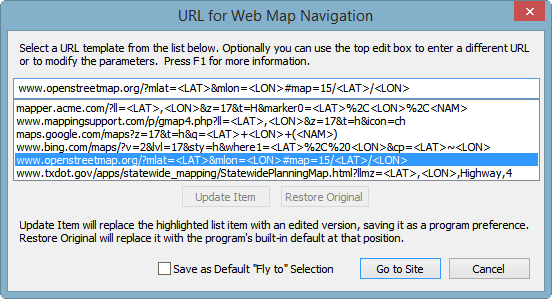 URL for Web Map Navigation
Select a URL template from the list below. Optionally you can use the top edit box to enter a different URL
or to modify the parameters.  Press F1 for more information.
www.openstreetmap.org/?mlat=<LAT>&mlon=<LON>#map=15/<LAT>/<LON>
mapper.acme.com/?ll=<LAT>,<LON>&z=17&t=H&marker0=<LAT>%2C<LON>%2C<NAM>
www.mappingsupport.com/p/gmap4.php?ll=<LAT>,<LON>&z=17&t=h&icon=ch
maps.google.com/maps?z=17&t=h&q=<LAT>+<LON>+(<NAM>)
www.bing.com/maps/?v=2&lvl=17&sty=h&where1=<LAT>%2C%20<LON>&cp=<LAT>~<LON>
www.openstreetmap.org/?mlat=<LAT>&mlon=<LON>#map=15/<LAT>/<LON>
www.txdot.gov/apps/statewide_mapping/StatewidePlanningMap.html?llmz=<LAT>,<LON>,Highway,4
Update Item
Restore Original
Update Item will replace the highlighted list item with an edited version, saving it as a program preference.
Restore Original will replace it with the program's built-in default at that position.
Save as Default "Fly to" Selection
Go to Site
Cancel